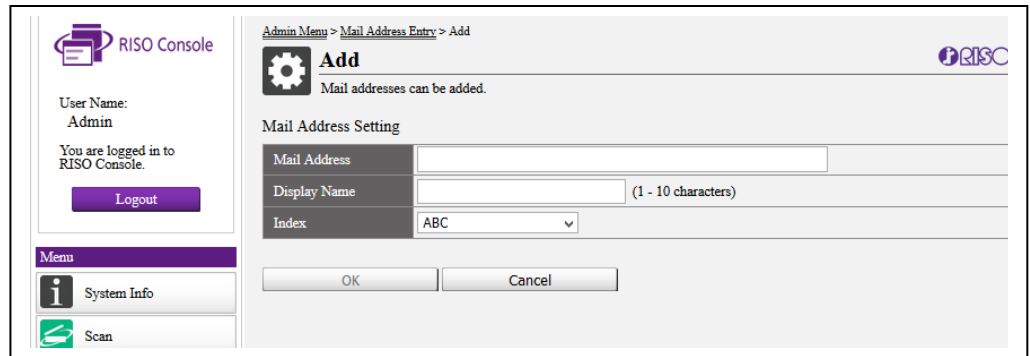 RISO Console
User Name:
Admin
You are logged in to
RISO Console.
Logout
Menu
System Info
Scan
Admin Menu > Mail Address Entry > Add
Add
RISO
Mail addresses can be added.
Mail Address Setting
Mail Address
Display Name
(1 - 10 characters)
Index
ABC
OK
Cancel